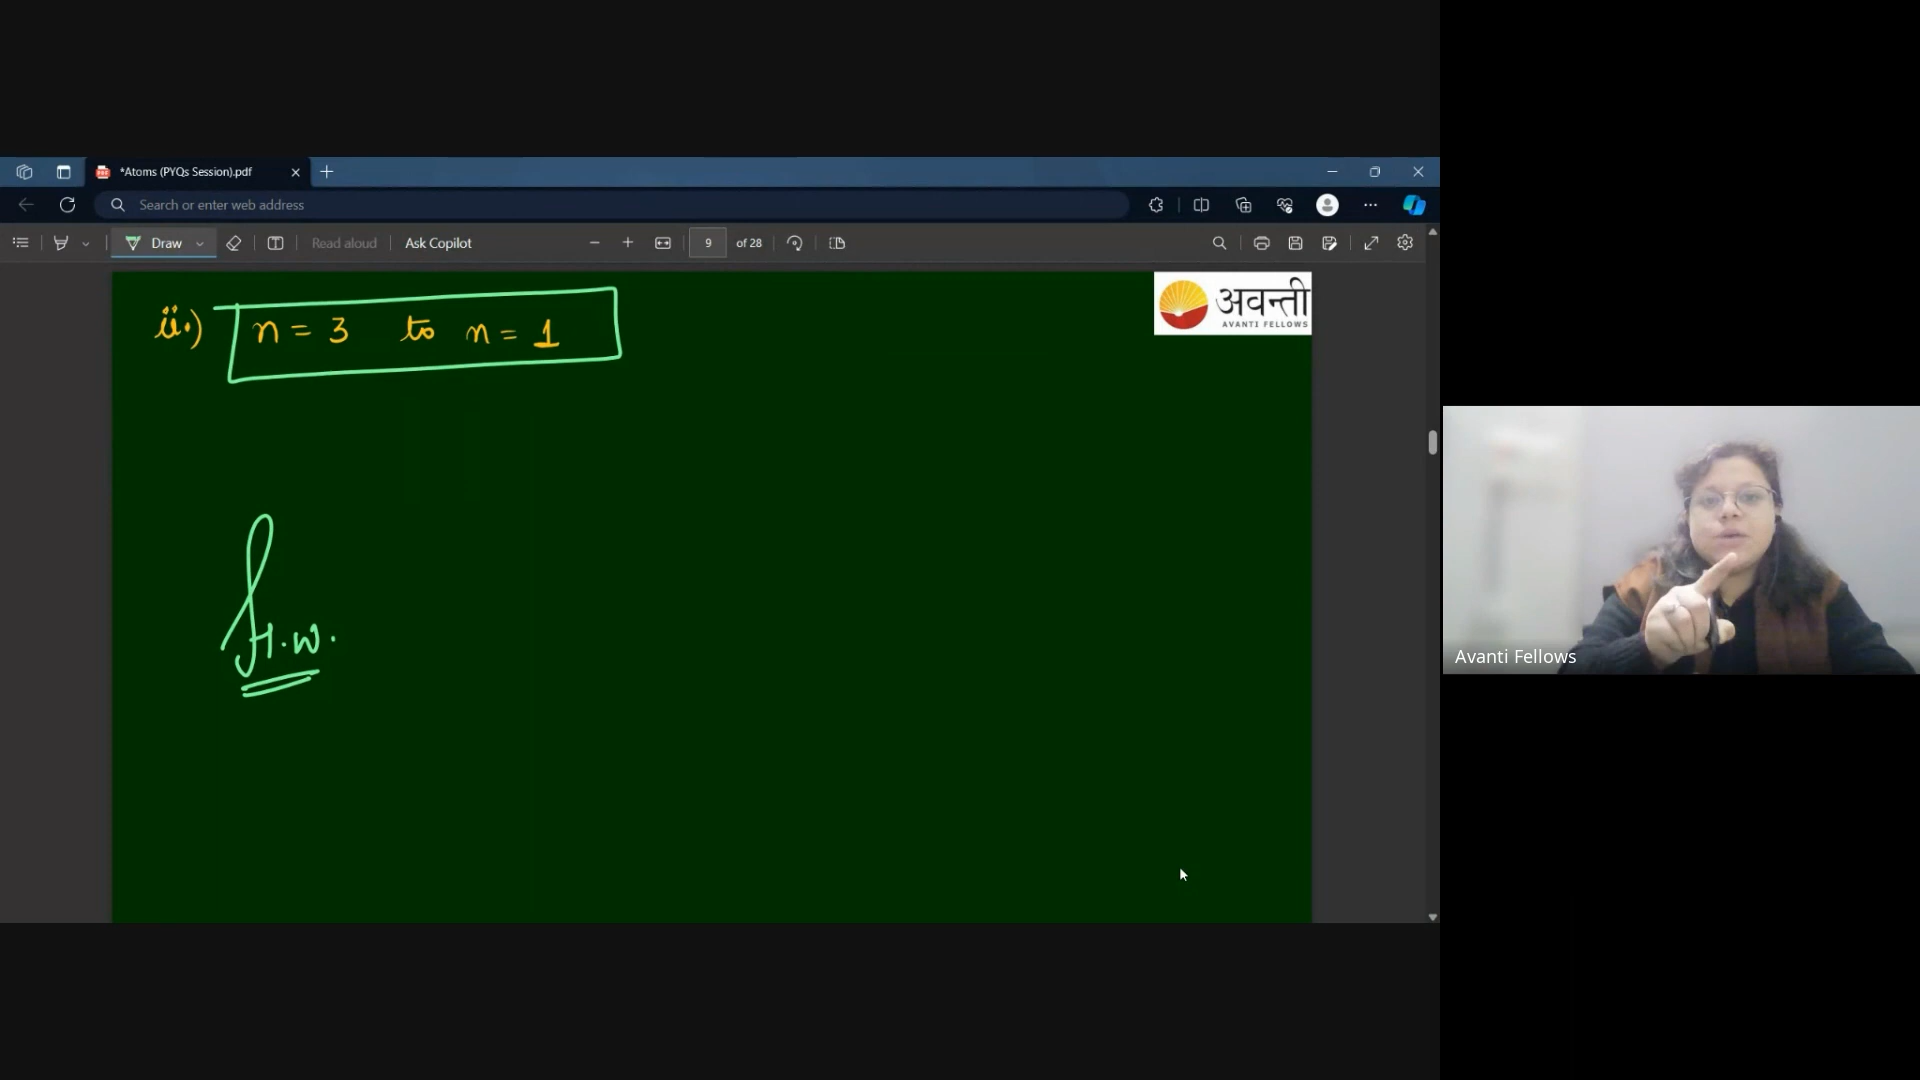 *Atoms (PYQs Session).pdf
Search or enter web address
Draw
Read aloud
Ask Copilot
9 of 28
ii.) n = 3 to n = 1
अवन्ती
AVANTI FELLOWS
H.W.
Avanti Fellows